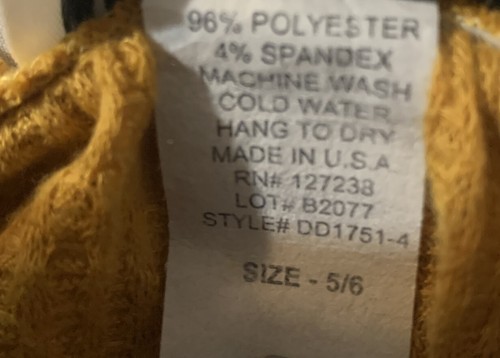 96% POLYESTER
4% SPANDEX
MACHINE WASH
COLD WATER
HANG TO DRY
MADE IN U.S.A
RN# 127238
LOT# B2077
STYLE# DD1751-4
SIZE - 5/6